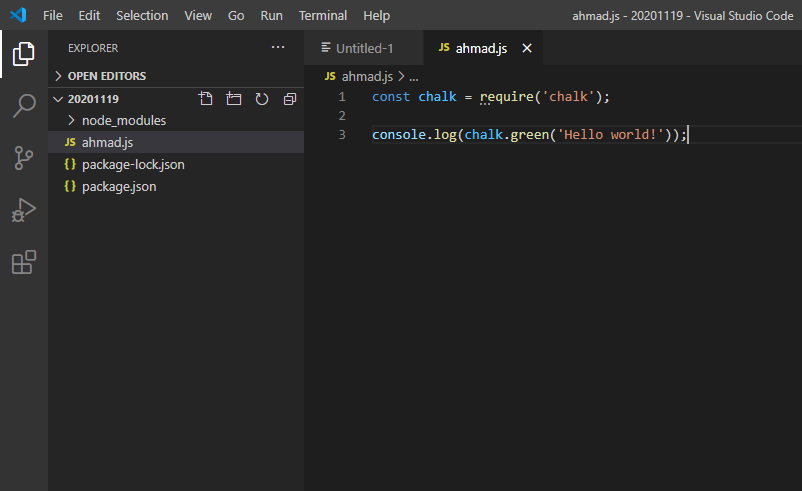 File Edit Selection View Go Run Terminal Help ahmad.js - 20201119 - Visual Studio Code
EXPLORER
OPEN EDITORS
20201119
node_modules
JS ahmad.js
{} package-lock.json
{} package.json
Untitled-1
JS ahmad.js
JS ahmad.js > ...
1 const chalk = require('chalk');
2
3 console.log(chalk.green('Hello world!'));